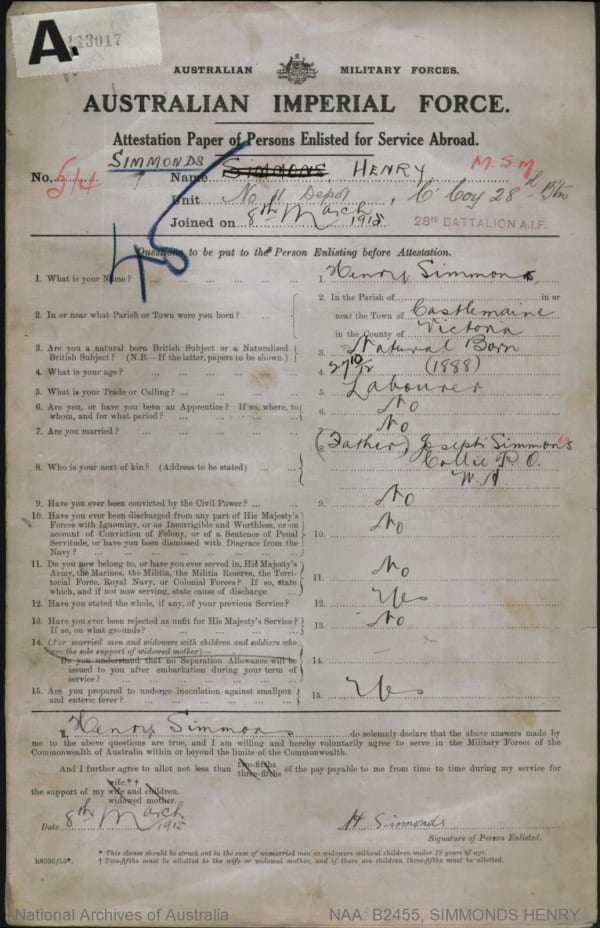 A.
13017
AUSTRALIAN MILITARY FORCES.
AUSTRALIAN IMPERIAL FORCE.
Attestation Paper of Persons Enlisted for Service Abroad.
SIMMONDS
No. 544 Name Simmons HENRY M.S.M
Unit No 11 Depot, C Coy 28th Btn
Joined on 8th March 1915 28TH BATTALION A.I.F.
45
Questions to be put to the Person Enlisting before Attestation.
1. What is your Name? ... 1. Henry Simmons
2. In or near what Parish or Town were you born? ... 2. In the Parish of in or
near the Town of Castlemaine
in the County of Victoria
3. Are you a natural born British Subject or a Naturalised
British Subject? (N.B.—If the latter, papers to be shown.) 3. Natural Born
4. What is your age? ... 4. 27 10/12 (1888)
5. What is your Trade or Calling? ... 5. Labourer
6. Are you, or have you been an Apprentice? If so, where, to
whom, and for what period? ... 6. No
7. Are you married? ... 7. No
8. Who is your next of kin? (Address to be stated) ... 8. (Father) Joseph Simmons
Collie P.O.
W.A
9. Have you ever been convicted by the Civil Power? ... 9. No
10. Have you ever been discharged from any part of His Majesty's
Forces with Ignominy, or as Incorrigible and Worthless, or on
account of Conviction of Felony, or of a Sentence of Penal
Servitude, or have you been dismissed with Disgrace from the
Navy? ... 10. No
11. Do you now belong to, or have you ever served in, His Majesty's
Army, the Marines, the Militia, the Militia Reserve, the Terri-
torial Force, Royal Navy, or Colonial Forces? If so, state
which, and if not now serving, state cause of discharge 11. No
12. Have you stated the whole, if any, of your previous Service? 12. Yes
13. Have you ever been rejected as unfit for His Majesty's Service?
If so, on what grounds? ... 13. No
14. (For married men and widowers with children and soldiers who
are the sole support of widowed mother)—
Do you understand that no Separation Allowance will be
issued to you after embarkation during your term of
service? ... 14. —
15. Are you prepared to undergo inoculation against smallpox
and enteric fever? ... 15. Yes
I, Henry Simmons do solemnly declare that the above answers made by
me to the above questions are true, and I am willing and hereby voluntarily agree to serve in the Military Forces of the
Commonwealth of Australia within or beyond the limits of the Commonwealth.
And I further agree to allot not less than two-fifths three-fifths of the pay payable to me from time to time during my service for
the support of my wife.*† wife and children. widowed mother.
Date 8th March 1915 H Simmonds
Signature of Person Enlisted.
* This clause should be struck out in the case of unmarried men or widowers without children under 18 years of age.
† Two-fifths must be allotted to the wife or widowed mother, and if there are children three-fifths must be allotted.
National Archives of Australia NAA: B2455, SIMMONDS HENRY